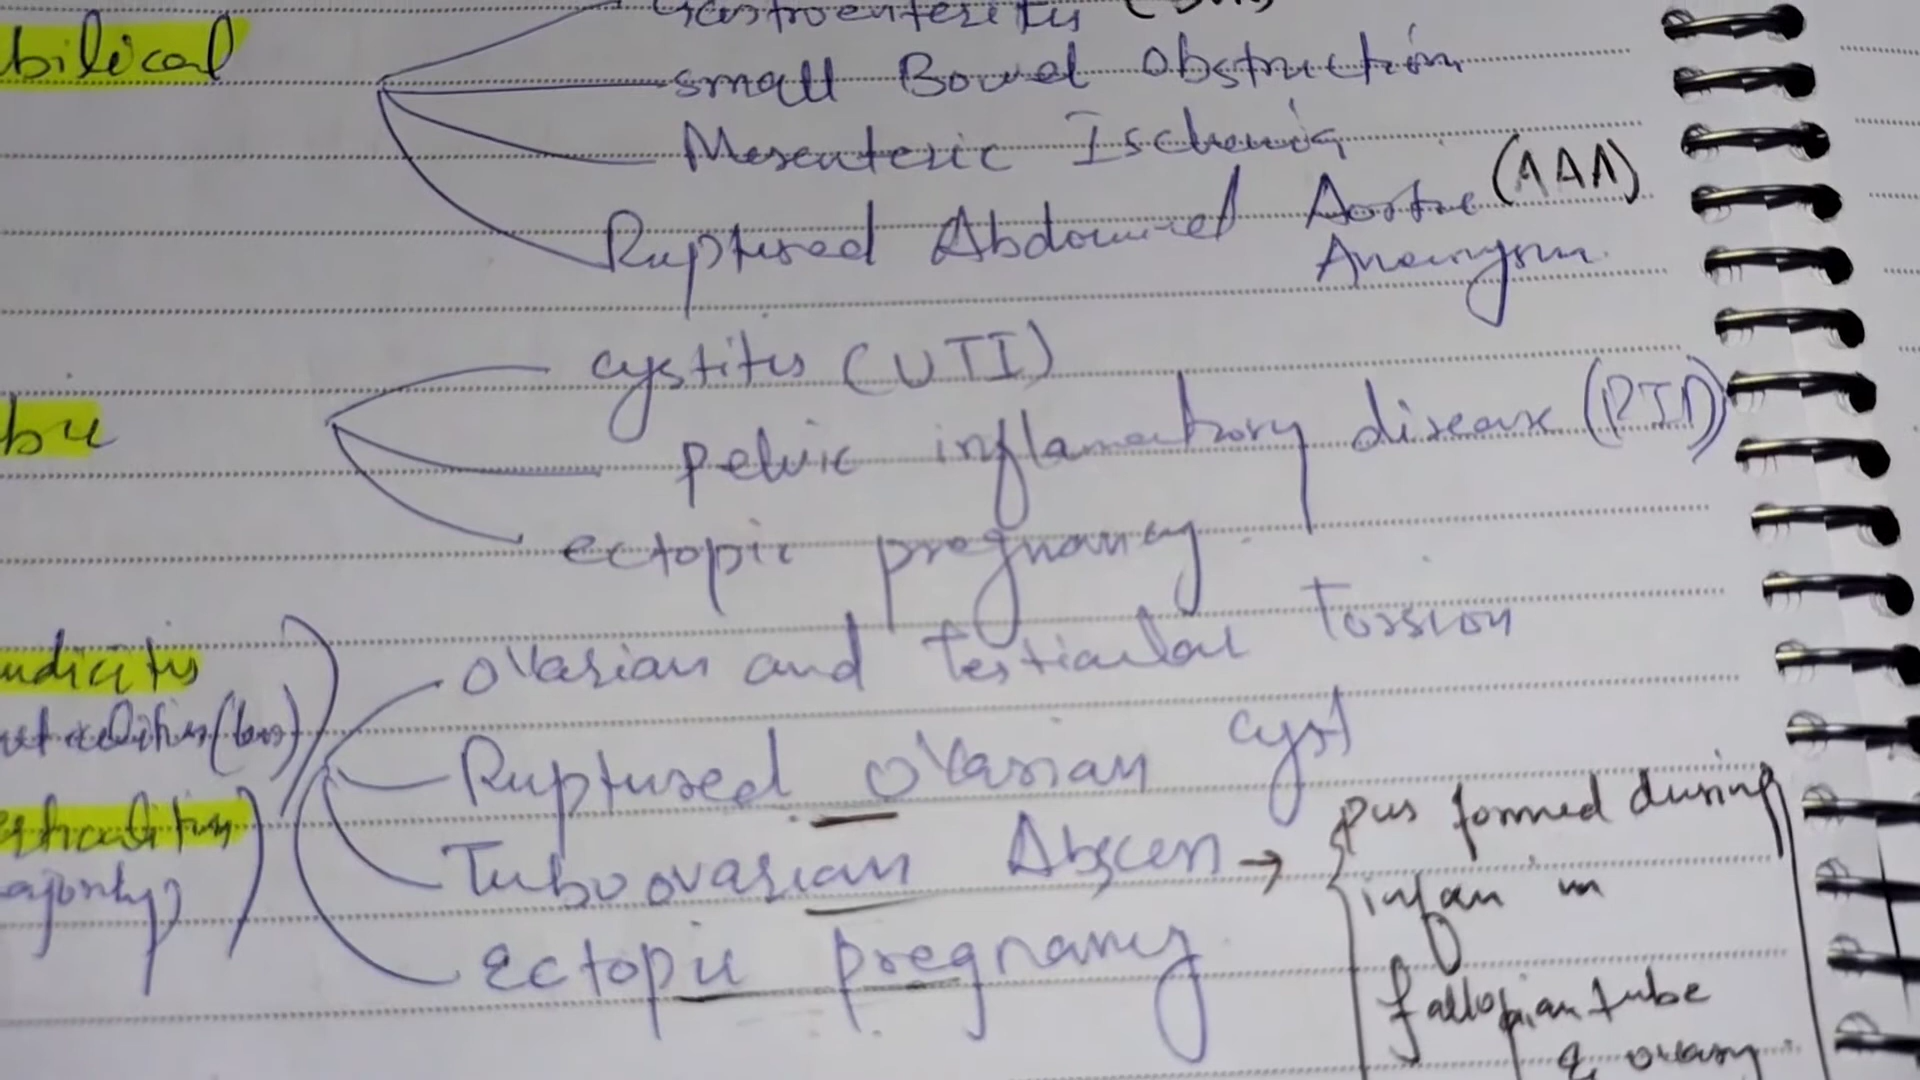 Gastroenteritis
bilical
small Bowel Obstruction
Mesenteric Ischemia
Ruptured Abdominal Aortic (AAA)
Aneurysm
cystitis (UTI)
bic
pelvic inflamatory disease (PID)
ectopic pregnancy
ndicitis
ovarian and Testicular Torsion
Ruptured ovarian cyst
Tuboovarian Abscess →
pus formed during
infxn in
fallopian tube
& ovary.
Ectopic pregnancy